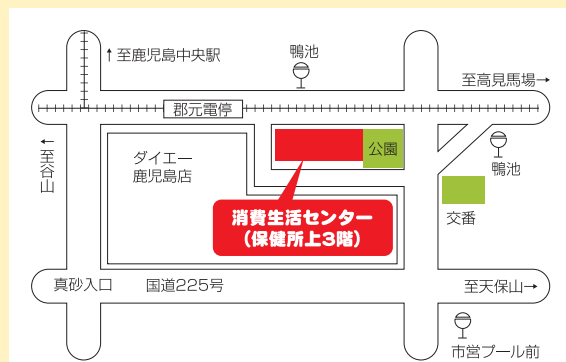 ↑至鹿児島中央駅
鴨池
至高見馬場→
郡元電停
←至谷山
ダイエー
鹿児島店
公園
鴨池
消費生活センター
(保健所上3階)
交番
真砂入口
国道225号
至天保山→
市営プール前